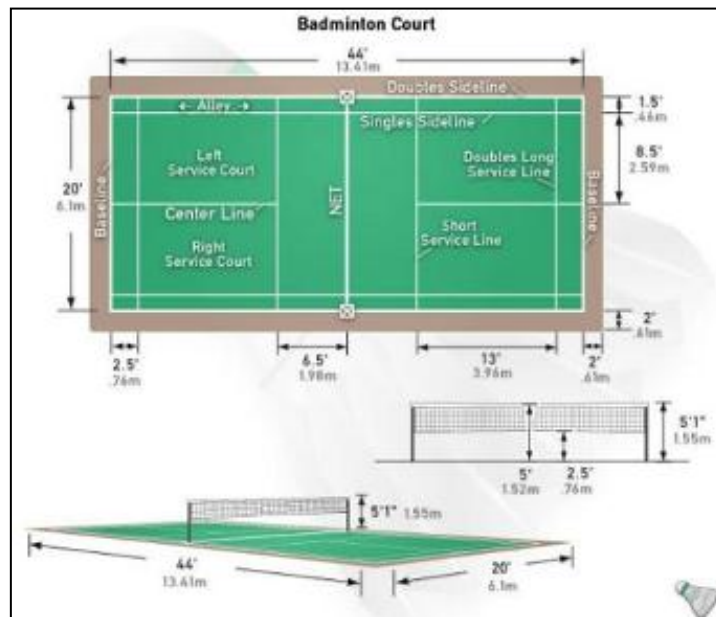 Badminton Court
44'
13.41m
Doubles Sideline
← Alley →
Singles Sideline
1.5'
.46m
Left
Service Court
Doubles Long
Service Line
8.5'
2.59m
20'
6.1m
Baseline
Center Line
NET
Baseline
Right
Service Court
Short
Service Line
2'
.61m
2.5'
.76m
6.5'
1.98m
13'
3.96m
2'
.61m
5'1"
1.55m
5'
1.52m
2.5'
.76m
5'1" 1.55m
44'
13.41m
20'
6.1m